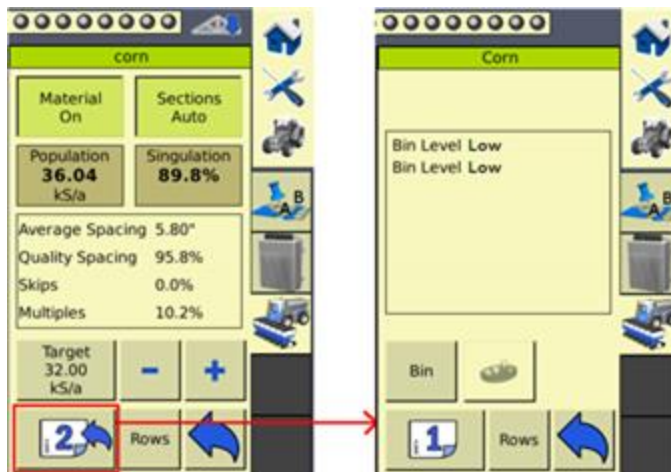 corn
Material
On
Sections
Auto
Population
36.04
kS/a
Singulation
89.8%
Average Spacing 5.80"
Quality Spacing 95.8%
Skips 0.0%
Multiples 10.2%
Target
32.00
kS/a
-
+
2
Rows
A B
Corn
Bin Level Low
Bin Level Low
Bin
1
Rows
A B